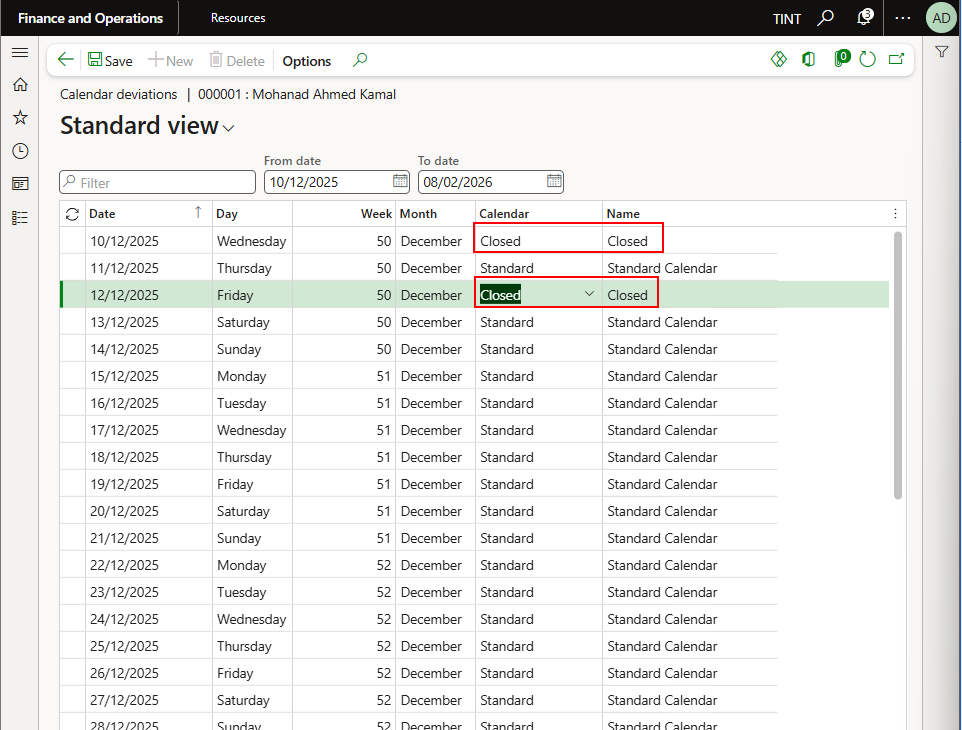 Finance and Operations Resources TINT 3 ... AD
Save New Delete Options 0
Calendar deviations | 000001 : Mohanad Ahmed Kamal
Standard view
From date To date
Filter 10/12/2025 08/02/2026
Date Day Week Month Calendar Name
10/12/2025 Wednesday 50 December Closed Closed
11/12/2025 Thursday 50 December Standard Standard Calendar
12/12/2025 Friday 50 December Closed Closed
13/12/2025 Saturday 50 December Standard Standard Calendar
14/12/2025 Sunday 50 December Standard Standard Calendar
15/12/2025 Monday 51 December Standard Standard Calendar
16/12/2025 Tuesday 51 December Standard Standard Calendar
17/12/2025 Wednesday 51 December Standard Standard Calendar
18/12/2025 Thursday 51 December Standard Standard Calendar
19/12/2025 Friday 51 December Standard Standard Calendar
20/12/2025 Saturday 51 December Standard Standard Calendar
21/12/2025 Sunday 51 December Standard Standard Calendar
22/12/2025 Monday 52 December Standard Standard Calendar
23/12/2025 Tuesday 52 December Standard Standard Calendar
24/12/2025 Wednesday 52 December Standard Standard Calendar
25/12/2025 Thursday 52 December Standard Standard Calendar
26/12/2025 Friday 52 December Standard Standard Calendar
27/12/2025 Saturday 52 December Standard Standard Calendar
28/12/2025 Sunday 52 December Standard Standard Calendar